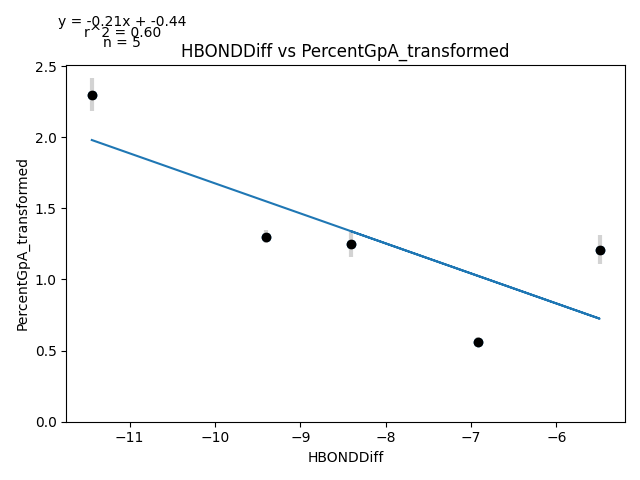 y = -0.21x + -0.44
r^2 = 0.60
n = 5
HBONDDiff vs PercentGpA_transformed
2.5
2.0
1.5
1.0
0.5
0.0
PercentGpA_transformed
−11
−10
−9
−8
−7
−6
HBONDDiff